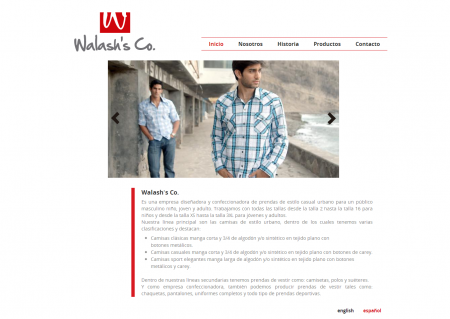 W
Walash's Co.
Inicio
Nosotros
Historia
Productos
Contacto
Walash's Co.
Es una empresa diseñadora y confeccionadora de prendas de estilo casual urbano para un público
masculino niño, joven y adulto. Trabajamos con todas las tallas desde la talla 2 hasta la talla 16 para
niños y desde la talla XS hasta la talla 3XL para jóvenes y adultos.
Nuestra línea principal son las camisas de estilo urbano, dentro de los cuales tenemos varias
clasificaciones y destacan:
• Camisas clásicas manga corta y 3/4 de algodón y/o sintético en tejido plano con
botones metálicos.
• Camisas casuales manga corta y 3/4 de algodón y/o sintético en tejido plano con botones de carey.
• Camisas sport elegantes manga larga de algodón y/o sintético en tejido plano con botones
metálicos y carey.
Dentro de nuestras líneas secundarias tenemos prendas de vestir como: camisetas, polos y suéteres.
Y como empresa confeccionadora, también podemos producir prendas de vestir tales como
chaquetas, pantalones, uniformes completos y todo tipo de prendas deportivas.
english
español